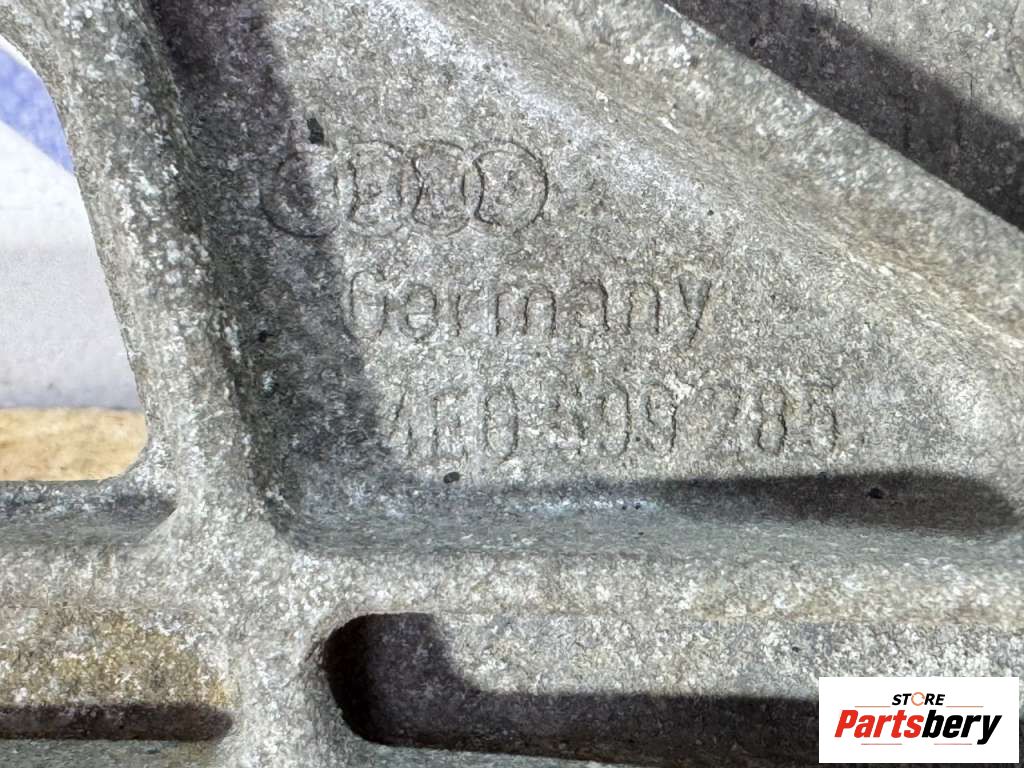 Germany
4E0 399 285
STORE
Partsbery